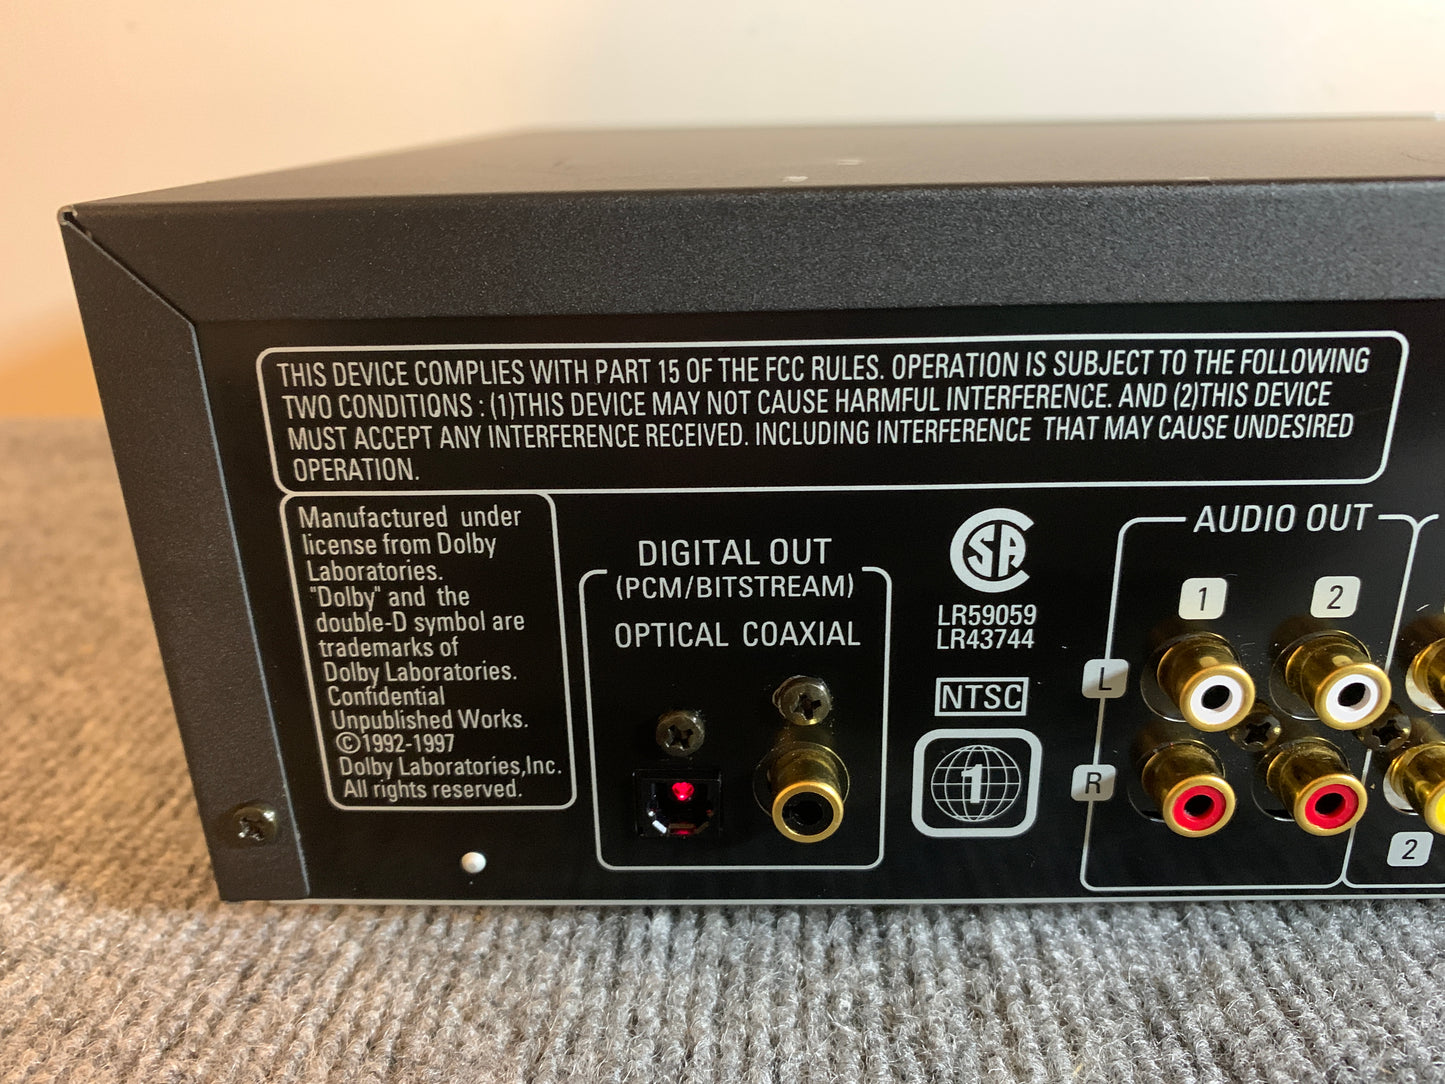 THIS DEVICE COMPLIES WITH PART 15 OF THE FCC RULES. OPERATION IS SUBJECT TO THE FOLLOWING
TWO CONDITIONS : (1)THIS DEVICE MAY NOT CAUSE HARMFUL INTERFERENCE. AND (2)THIS DEVICE
MUST ACCEPT ANY INTERFERENCE RECEIVED. INCLUDING INTERFERENCE THAT MAY CAUSE UNDESIRED
OPERATION.
Manufactured under
license from Dolby
Laboratories.
"Dolby" and the
double-D symbol are
trademarks of
Dolby Laboratories.
Confidential
Unpublished Works.
©1992-1997
Dolby Laboratories,Inc.
All rights reserved.
DIGITAL OUT
(PCM/BITSTREAM)
OPTICAL COAXIAL
CSA
LR59059
LR43744
NTSC
1
AUDIO OUT
1 2
L
R
2